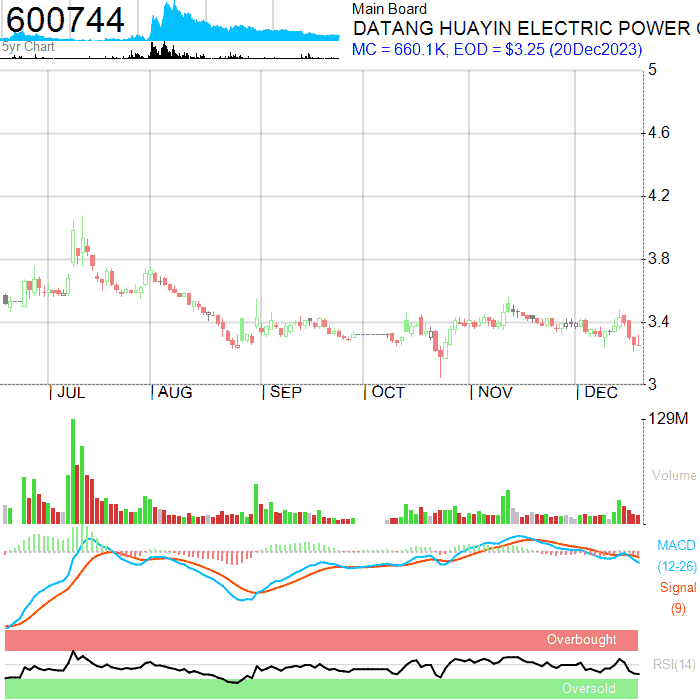 600744
5yr Chart
Main Board
DATANG HUAYIN ELECTRIC POWER
MC = 660.1K, EOD = $3.25 (20Dec2023)
5
4.6
4.2
3.8
3.4
3
JUL AUG SEP OCT NOV DEC
129M
Volume
MACD
(12-26)
Signal
(9)
Overbought
RSI(14)
Oversold